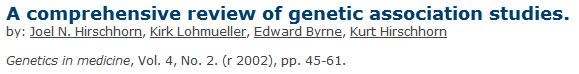 A comprehensive review of genetic association studies.
by: Joel N. Hirschhorn, Kirk Lohmueller, Edward Byrne, Kurt Hirschhorn
Genetics in medicine, Vol. 4, No. 2. (r 2002), pp. 45-61.